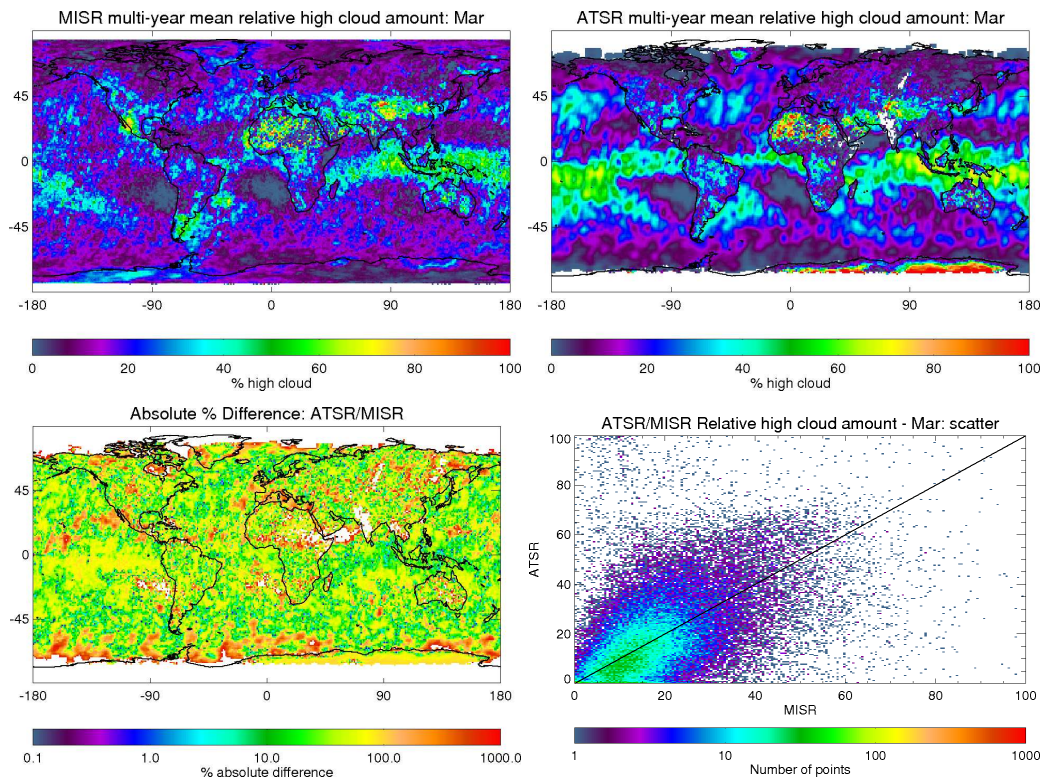 MISR multi-year mean relative high cloud amount: Mar
45
0
-45
-180 -90 0 90 180
0 20 40 60 80 100
% high cloud
ATSR multi-year mean relative high cloud amount: Mar
45
0
-45
-180 -90 0 90 180
0 20 40 60 80 100
% high cloud
Absolute % Difference: ATSR/MISR
45
0
-45
-180 -90 0 90 180
0.1 1.0 10.0 100.0 1000.0
% absolute difference
ATSR/MISR Relative high cloud amount - Mar: scatter
100
80
60
ATSR
40
20
0
0 20 40 60 80 100
MISR
1 10 100 1000
Number of points